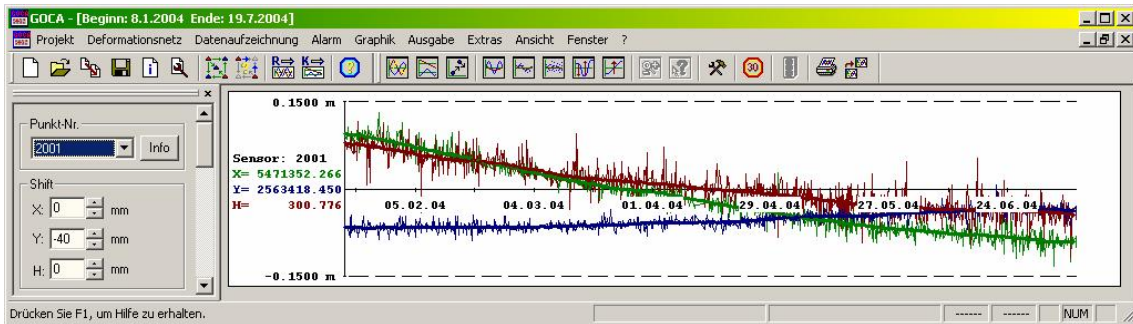 GOCA - [Beginn: 8.1.2004 Ende: 19.7.2004]
Projekt Deformationsnetz Datenaufzeichnung Alarm Graphik Ausgabe Extras Ansicht Fenster ?
Punkt-Nr.
2001 Info
Shift
X: 0 mm
Y: -40 mm
H: 0 mm
0.1500 m
Sensor: 2001
X= 5471352.266
Y= 2563418.450
H= 300.776
05.02.04 04.03.04 01.04.04 29.04.04 27.05.04 24.06.04
-0.1500 m
Drücken Sie F1, um Hilfe zu erhalten.
------ ------ NUM